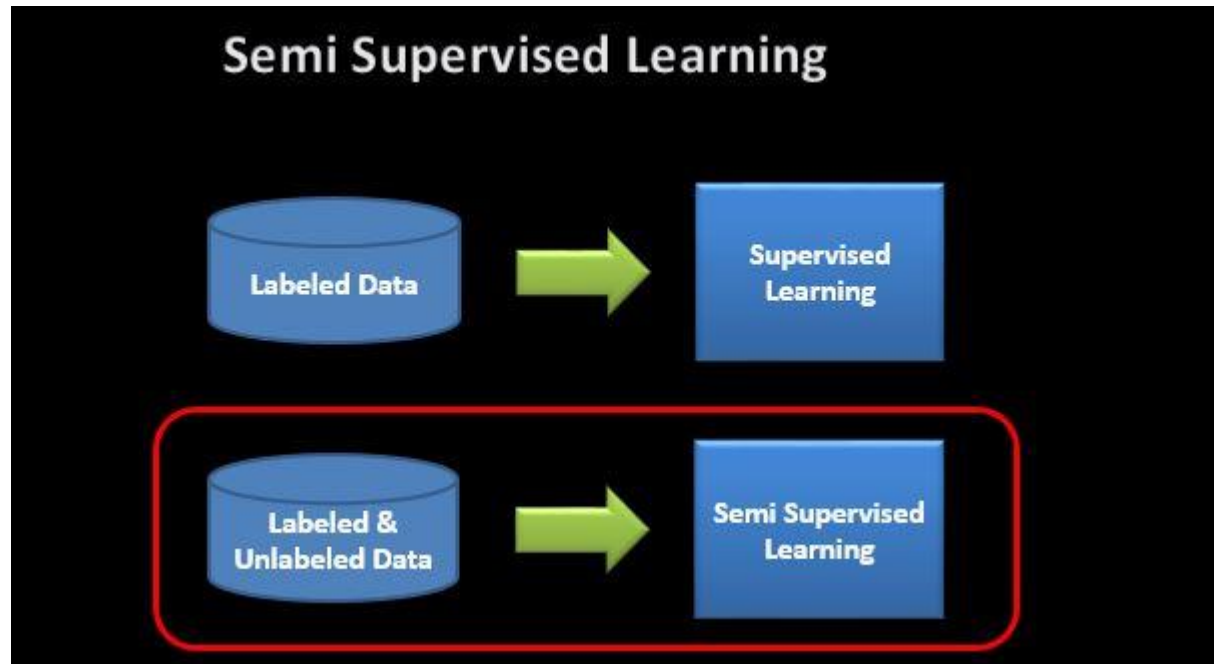 Semi Supervised Learning
Labeled Data
Supervised
Learning
Labeled &
Unlabeled Data
Semi Supervised
Learning